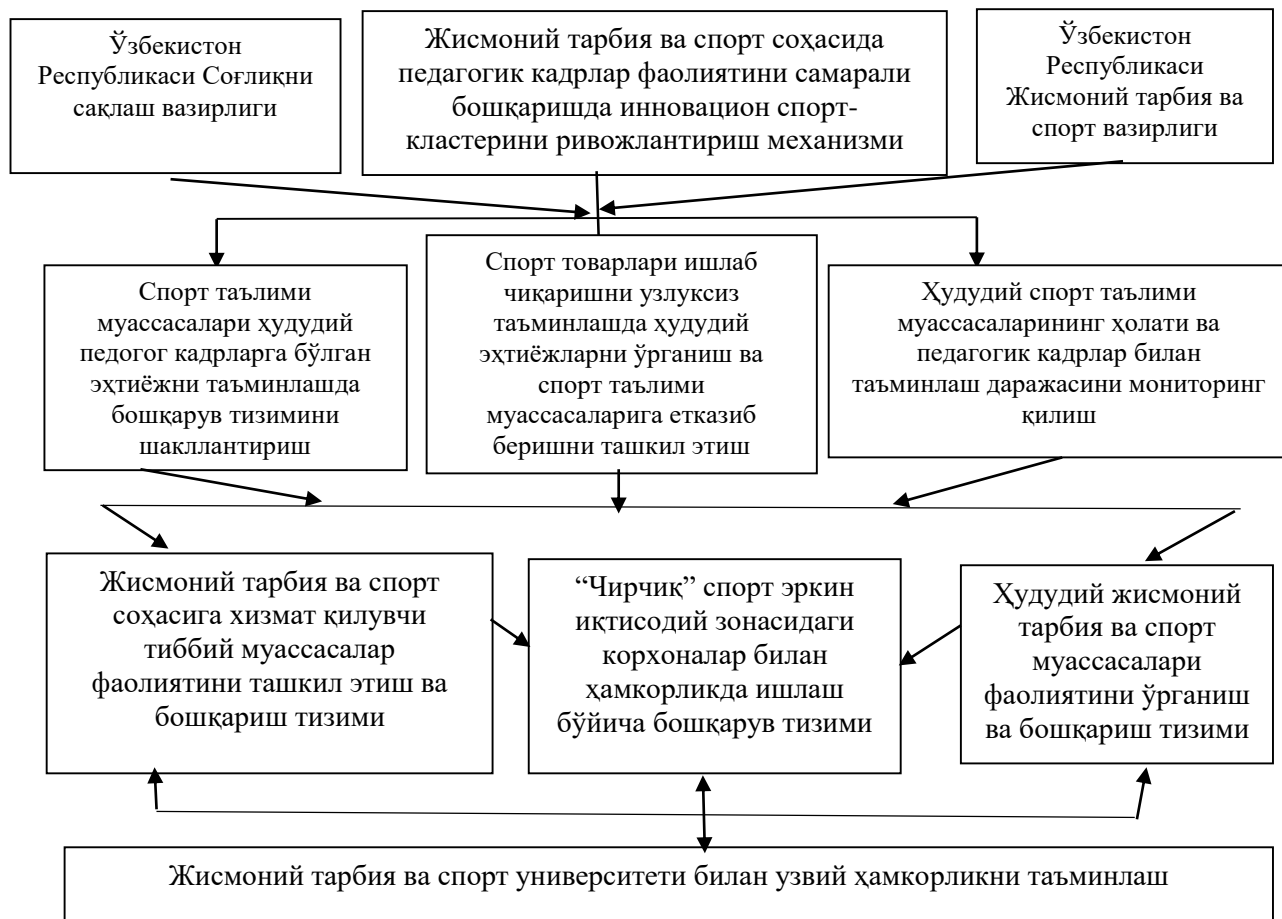 Ўзбекистон
Республикаси Соғлиқни
сақлаш вазирлиги
Жисмоний тарбия ва спорт соҳасида
педагогик кадрлар фаолиятини самарали
бошқаришда инновацион спорт-
кластерини ривожлантириш механизми
Ўзбекистон
Республикаси
Жисмоний тарбия ва
спорт вазирлиги
Спорт таълими
муассасалари ҳудудий
педогог кадрларга бўлган
эҳтиёжни таъминлашда
бошқарув тизимини
шакллантириш
Спорт товарлари ишлаб
чиқаришни узлуксиз
таъминлашда ҳудудий
эҳтиёжларни ўрганиш ва
спорт таълими
муассасаларига етказиб
беришни ташкил этиш
Ҳудудий спорт таълими
муассасаларининг ҳолати ва
педагогик кадрлар билан
таъминлаш даражасини мониторинг
қилиш
Жисмоний тарбия ва спорт
соҳасига хизмат қилувчи
тиббий муассасалар
фаолиятини ташкил этиш ва
бошқариш тизими
“Чирчиқ” спорт эркин
иқтисодий зонасидаги
корхоналар билан
ҳамкорликда ишлаш
бўйича бошқарув тизими
Ҳудудий жисмоний
тарбия ва спорт
муассасалари
фаолиятини ўрганиш
ва бошқариш тизими
Жисмоний тарбия ва спорт университети билан узвий ҳамкорликни таъминлаш